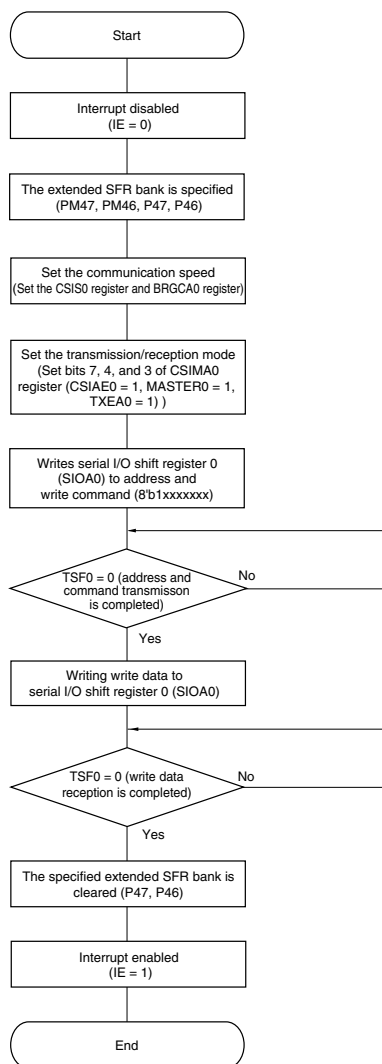 Start
Interrupt disabled
(IE = 0)
The extended SFR bank is specified
(PM47, PM46, P47, P46)
Set the communication speed
(Set the CSIS0 register and BRGCA0 register)
Set the transmission/reception mode
(Set bits 7, 4, and 3 of CSIMA0
register (CSIAE0 = 1, MASTER0 = 1,
TXEA0 = 1) )
Writes serial I/O shift register 0
(SIOA0) to address and
write command (8'b1xxxxxxx)
TSF0 = 0 (address and
command transmisson
is completed)
No
Yes
Writing write data to
serial I/O shift register 0 (SIOA0)
TSF0 = 0 (write data
reception is completed)
No
Yes
The specified extended SFR bank is
cleared (P47, P46)
Interrupt enabled
(IE = 1)
End